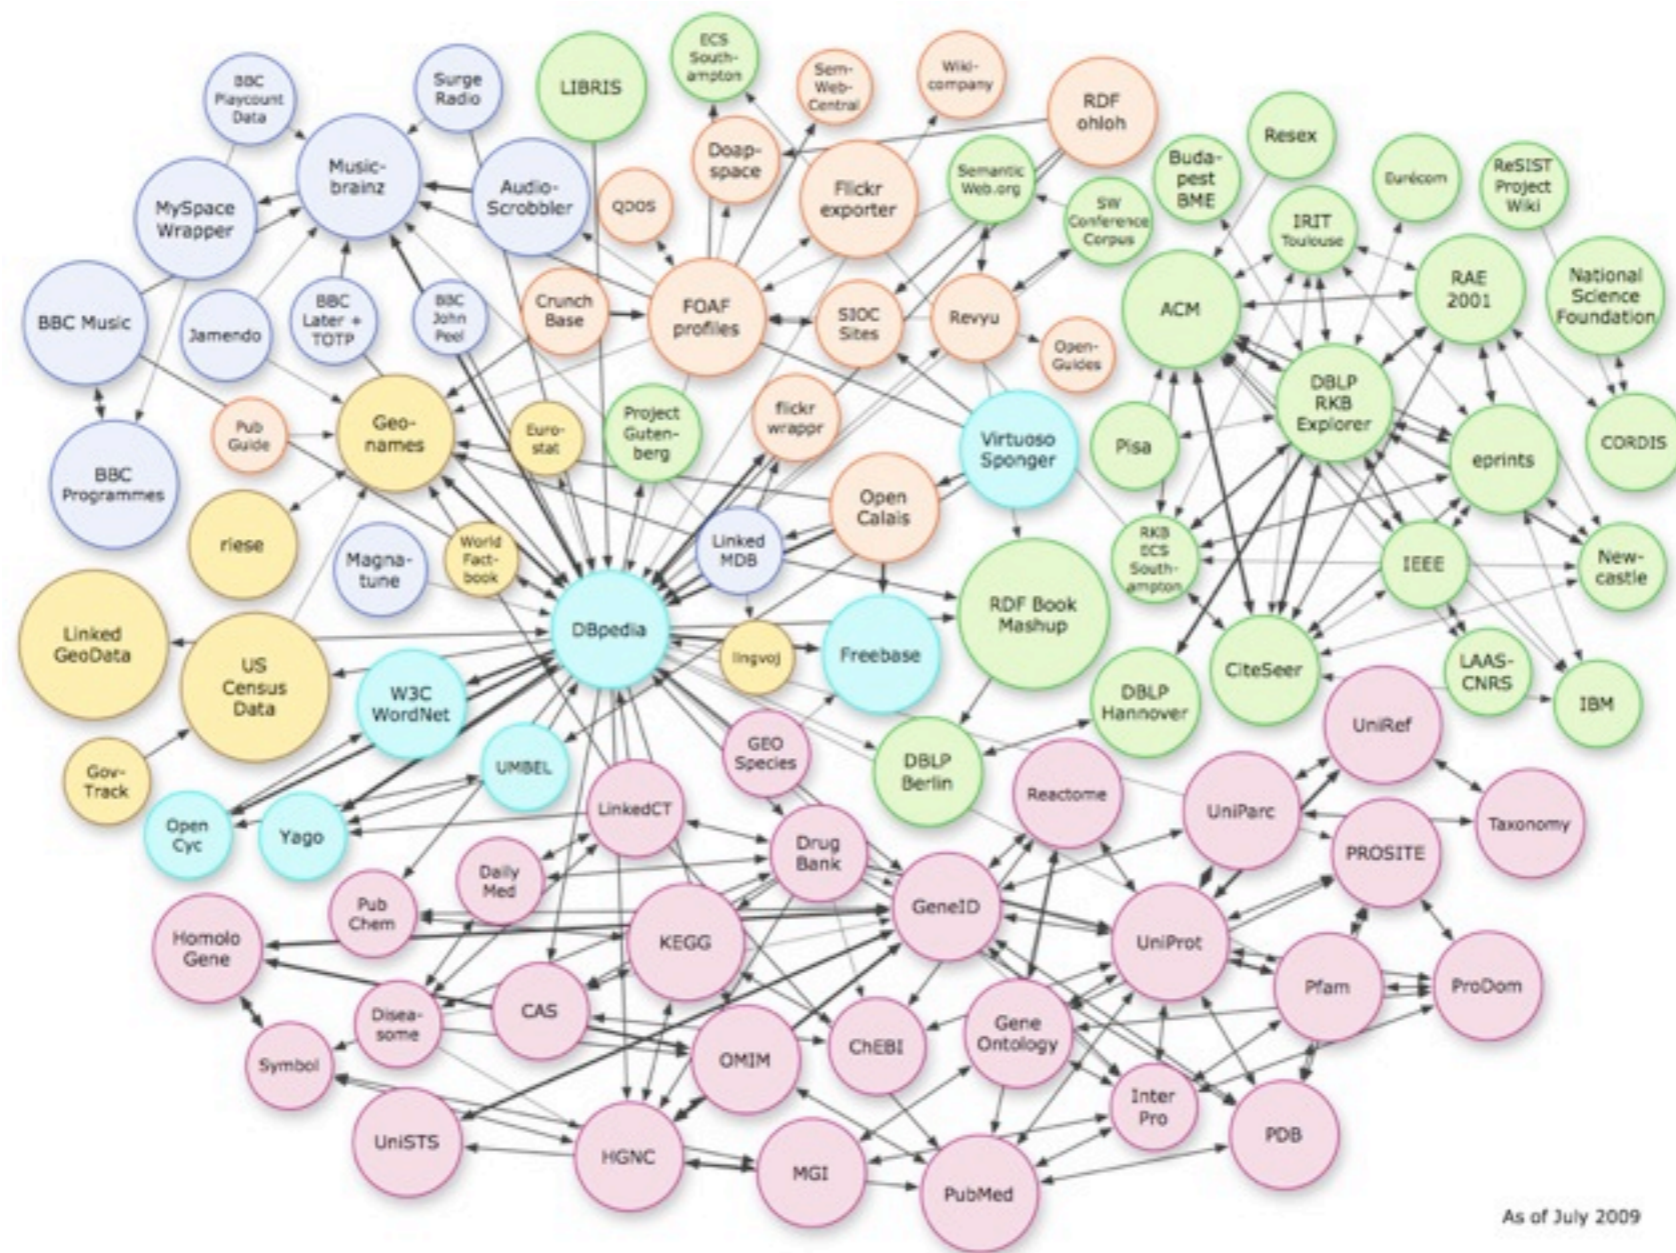 BBC
Playcount
Data
Surge
Radio
LIBRIS
ECS
South-
ampton
Sem-
Web-
Central
Wiki-
company
RDF
ohloh
Resex
Music-
brainz
MySpace
Wrapper
Audio-
Scrobbler
QDOS
Doap-
space
Flickr
exporter
Semantic
Web.org
SW
Conference
Corpus
Buda-
pest
BME
IRIT
Toulouse
Eurécom
ReSIST
Project
Wiki
BBC Music
Jamendo
BBC
Later +
TOTP
BBC
John
Peel
Crunch
Base
FOAF
profiles
SIOC
Sites
Revyu
Open-
Guides
ACM
RAE
2001
National
Science
Foundation
Pub
Guide
Geo-
names
Euro-
stat
Project
Guten-
berg
flickr
wrappr
Virtuoso
Sponger
Pisa
DBLP
RKB
Explorer
eprints
CORDIS
BBC
Programmes
riese
Magna-
tune
World
Fact-
book
Linked
MDB
Open
Calais
RKB
ECS
South-
ampton
IEEE
New-
castle
Linked
GeoData
US
Census
Data
W3C
WordNet
DBpedia
lingvoj
Freebase
RDF Book
Mashup
DBLP
Hannover
CiteSeer
LAAS-
CNRS
IBM
Gov-
Track
Open
Cyc
Yago
UMBEL
LinkedCT
GEO
Species
DBLP
Berlin
Reactome
UniParc
UniRef
Taxonomy
PROSITE
Homolo
Gene
Pub
Chem
Daily
Med
KEGG
Drug
Bank
GeneID
UniProt
Pfam
ProDom
Symbol
Disea-
some
CAS
OMIM
ChEBI
Gene
Ontology
Inter
Pro
PDB
UniSTS
HGNC
MGI
PubMed
As of July 2009